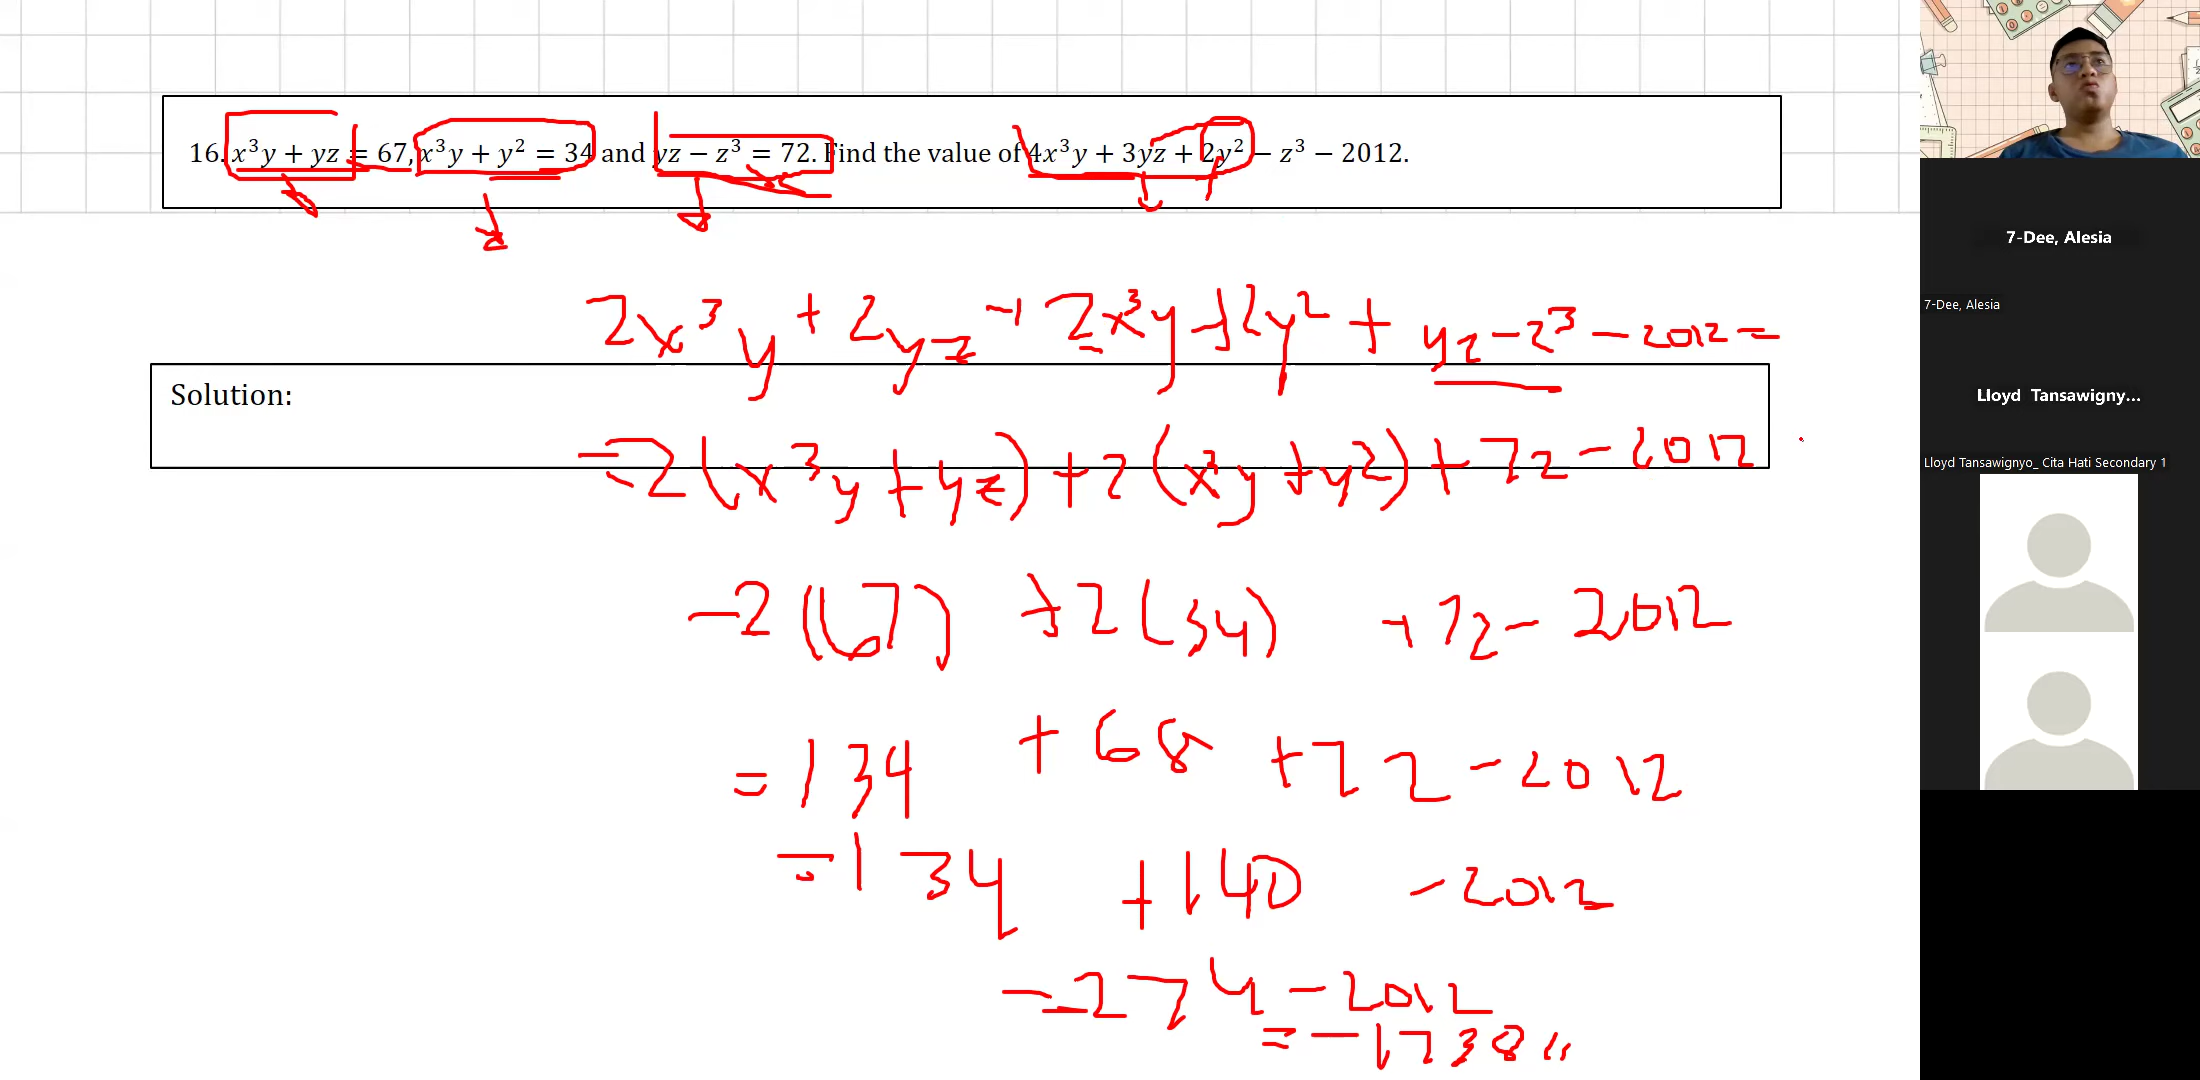 16. x³y + yz = 67, x³y + y² = 34 and yz − z³ = 72. Find the value of 4x³y + 3yz + 2y² − z³ − 2012.
2x³y + 2yz + 2x³y + 2y² + yz − z³ − 2012 =
Solution:
= 2(x³y + yz) + 2(x³y + y²) + 72 − 2012
= 2(67) + 2(34) + 72 − 2012
= 134 + 68 + 72 − 2012
= 134 + 140 − 2012
= 274 − 2012
= −1738 //
7-Dee, Alesia
7-Dee, Alesia
Lloyd Tansawigny...
Lloyd Tansawignyo_ Cita Hati Secondary 1